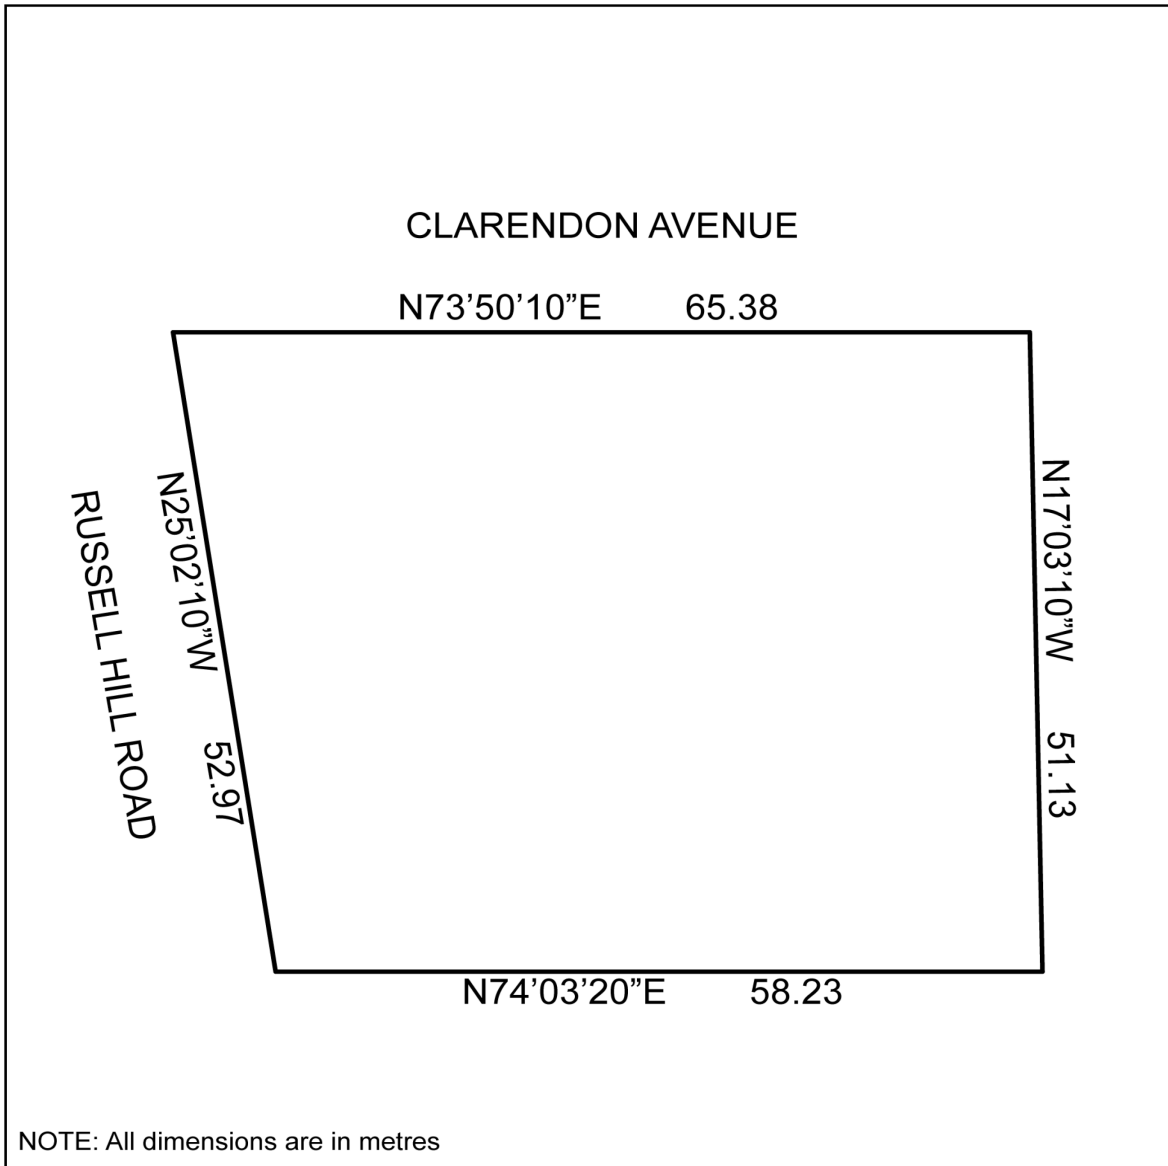 CLARENDON AVENUE
N73'50'10”E 65.38
RUSSELL HILL ROAD
N25'02'10”W 52.97
N17'03'10”W 51.13
N74'03'20”E 58.23
NOTE: All dimensions are in metres